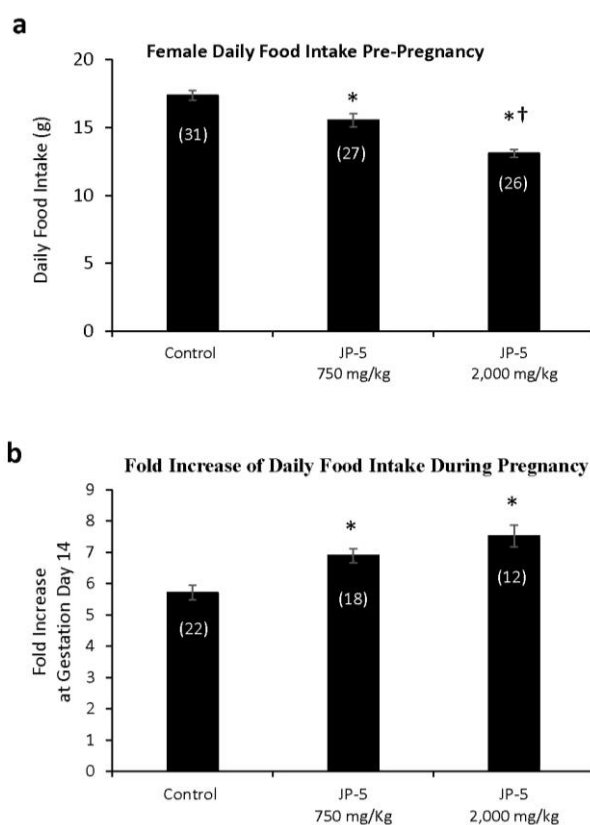 a
Female Daily Food Intake Pre-Pregnancy
Daily Food Intake (g)
20
15
10
5
0
(31)
*
(27)
*†
(26)
Control
JP-5
750 mg/kg
JP-5
2,000 mg/kg
b
Fold Increase of Daily Food Intake During Pregnancy
Fold Increase
at Gestation Day 14
9
8
7
6
5
4
3
2
1
0
(22)
*
(18)
*
(12)
Control
JP-5
750 mg/Kg
JP-5
2,000 mg/kg